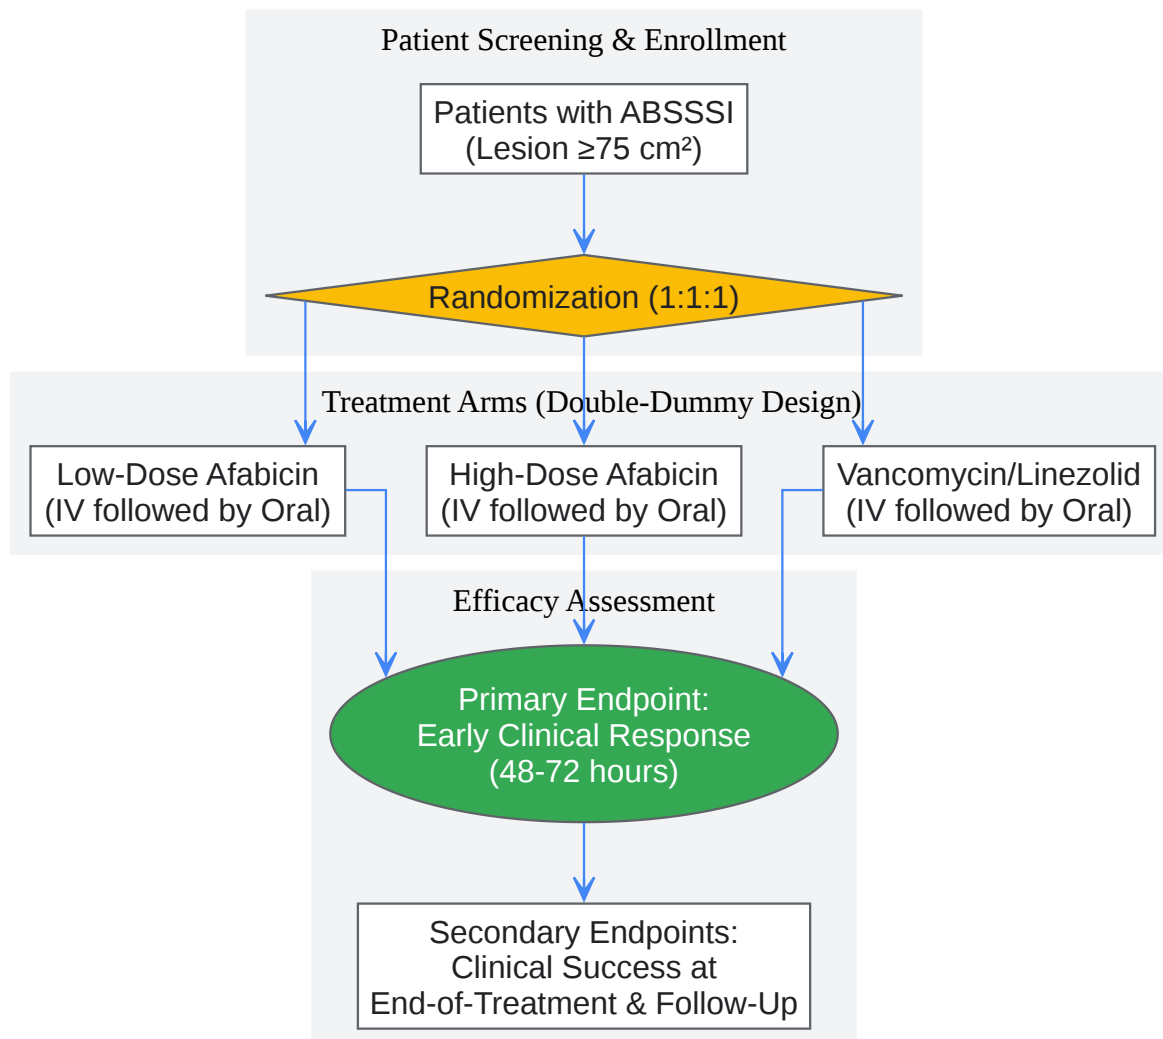 Patient Screening & Enrollment
Patients with ABSSSI
(Lesion ≥75 cm²)
Randomization (1:1:1)
Treatment Arms (Double-Dummy Design)
Low-Dose Afabicin
(IV followed by Oral)
High-Dose Afabicin
(IV followed by Oral)
Vancomycin/Linezolid
(IV followed by Oral)
Efficacy Assessment
Primary Endpoint:
Early Clinical Response
(48-72 hours)
Secondary Endpoints:
Clinical Success at
End-of-Treatment & Follow-Up